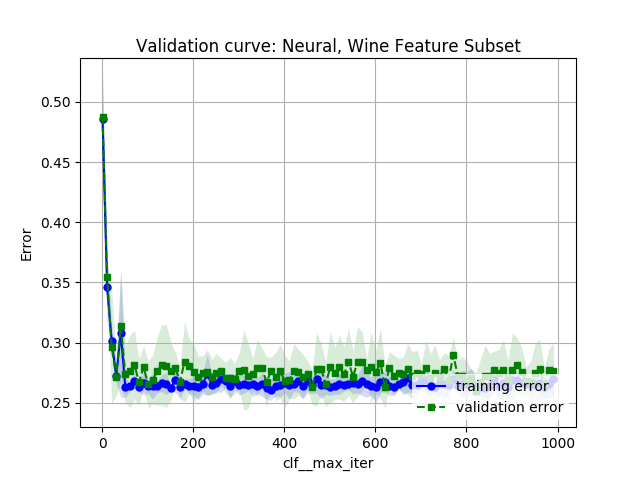 Validation curve: Neural, Wine Feature Subset
0.50
0.45
0.40
0.35
0.30
0.25
Error
training error
validation error
0 200 400 600 800 1000
clf__max_iter